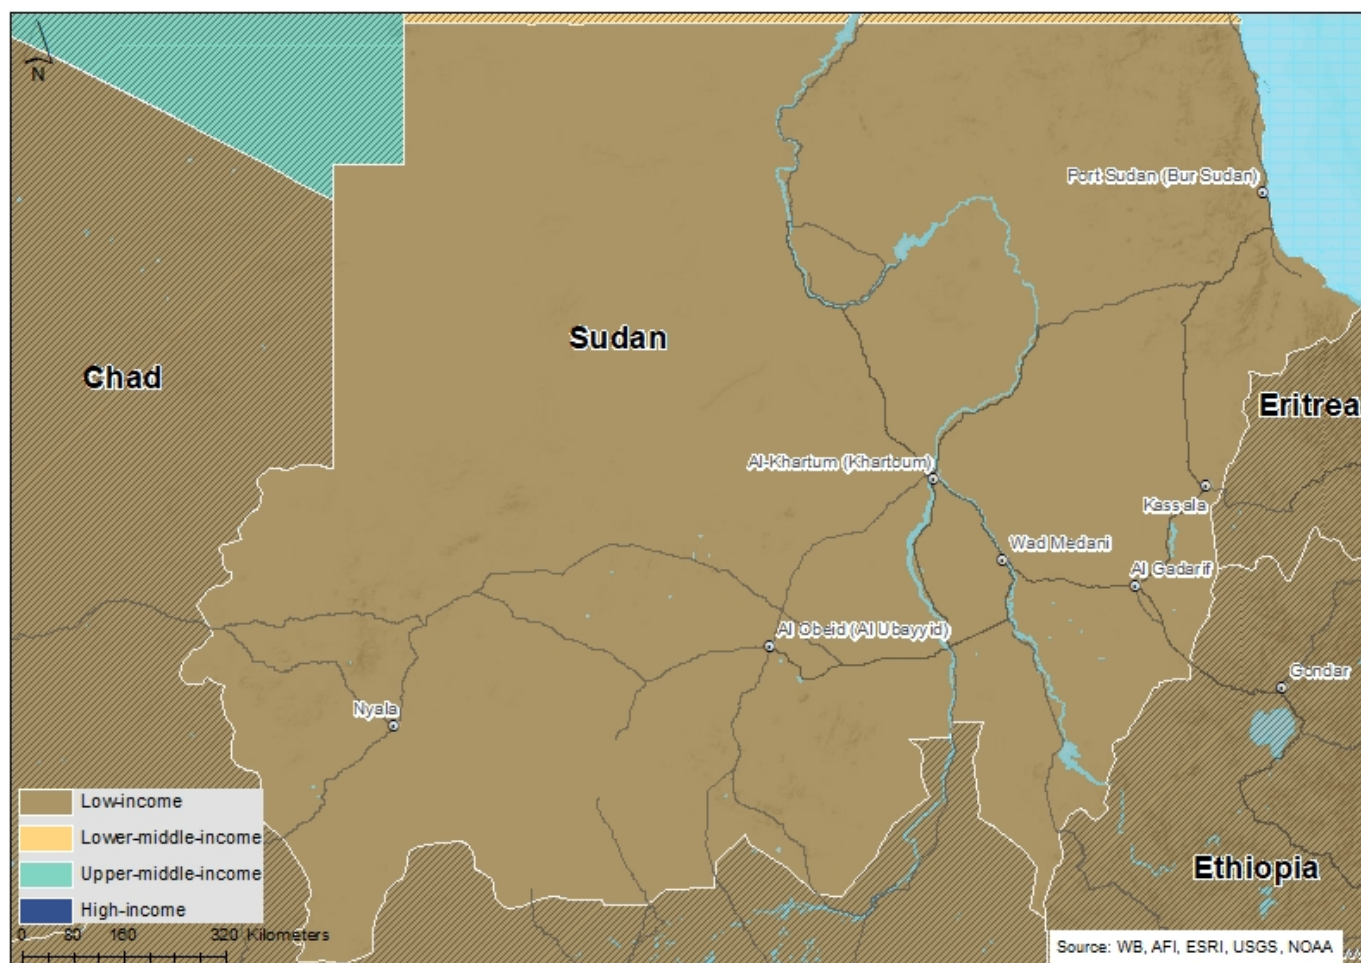 N
Port Sudan (Bur Sudan)
Sudan
Chad
Eritrea
Al-Khartum (Khartoum)
Kassala
Wad Medani
Al Gadarif
Al Obeid (Al Ubayyid)
Gondar
Nyala
Low-income
Lower-middle-income
Upper-middle-income
High-income
Ethiopia
0 80 160 320 Kilometers
Source: WB, AFI, ESRI, USGS, NOAA